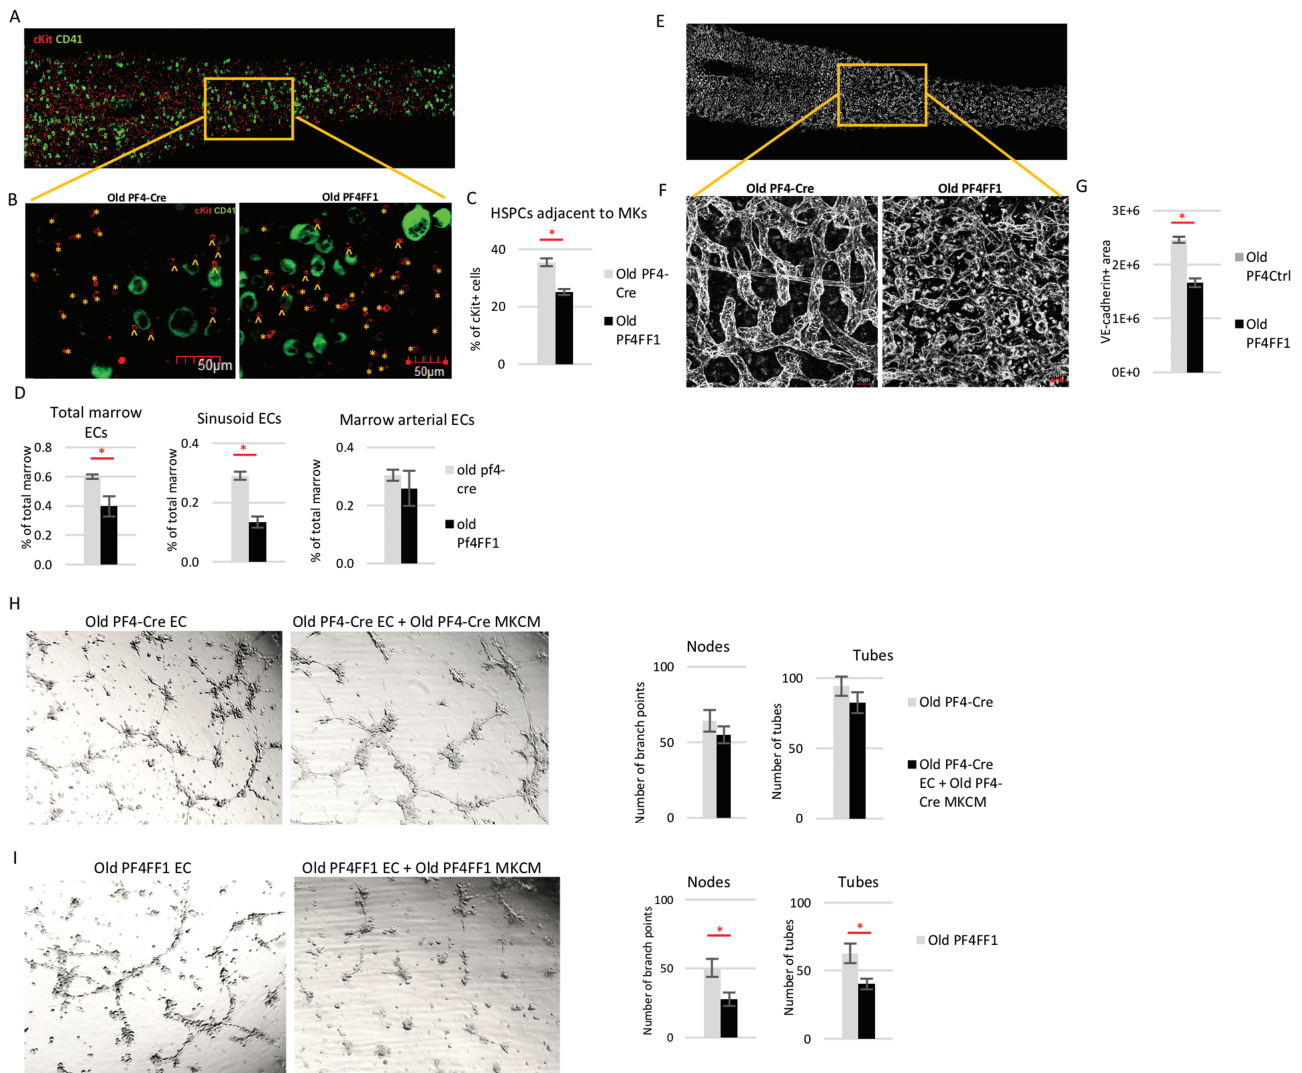 A
cKit CD41
B
Old PF4-Cre
Old PF4FF1
cKit CD41
50µm
50µm
C
HSPCs adjacent to MKs
% of cKit+ cells
40
20
0
*
Old PF4-
Cre
Old
PF4FF1
D
Total marrow
ECs
% of total marrow
0.8
0.6
0.4
0.2
0.0
*
Sinusoid ECs
% of total marrow
0.4
0.2
0.0
*
Marrow arterial ECs
% of total marrow
0.4
0.2
0.0
old pf4-
cre
old
Pf4FF1
E
F
Old PF4-Cre
Old PF4FF1
G
VE-cadherin+ area
3E+6
2E+6
1E+6
0E+0
*
Old
PF4Ctrl
Old
PF4FF1
H
Old PF4-Cre EC
Old PF4-Cre EC + Old PF4-Cre MKCM
Nodes
Number of branch points
100
50
0
Tubes
Number of tubes
100
50
0
Old PF4-Cre
Old PF4-Cre
EC + Old PF4-
Cre MKCM
I
Old PF4FF1 EC
Old PF4FF1 EC + Old PF4FF1 MKCM
Nodes
Number of branch points
100
50
0
*
Tubes
Number of tubes
100
50
0
*
Old PF4FF1